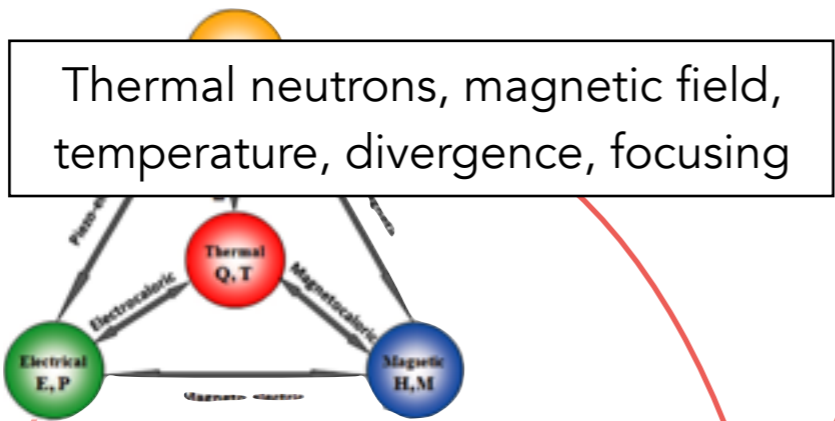 Thermal neutrons, magnetic field,
temperature, divergence, focusing
Thermal
Q, T
Electrocaloric
Magnetocaloric
Electrical
E, P
Magnetic
H,M